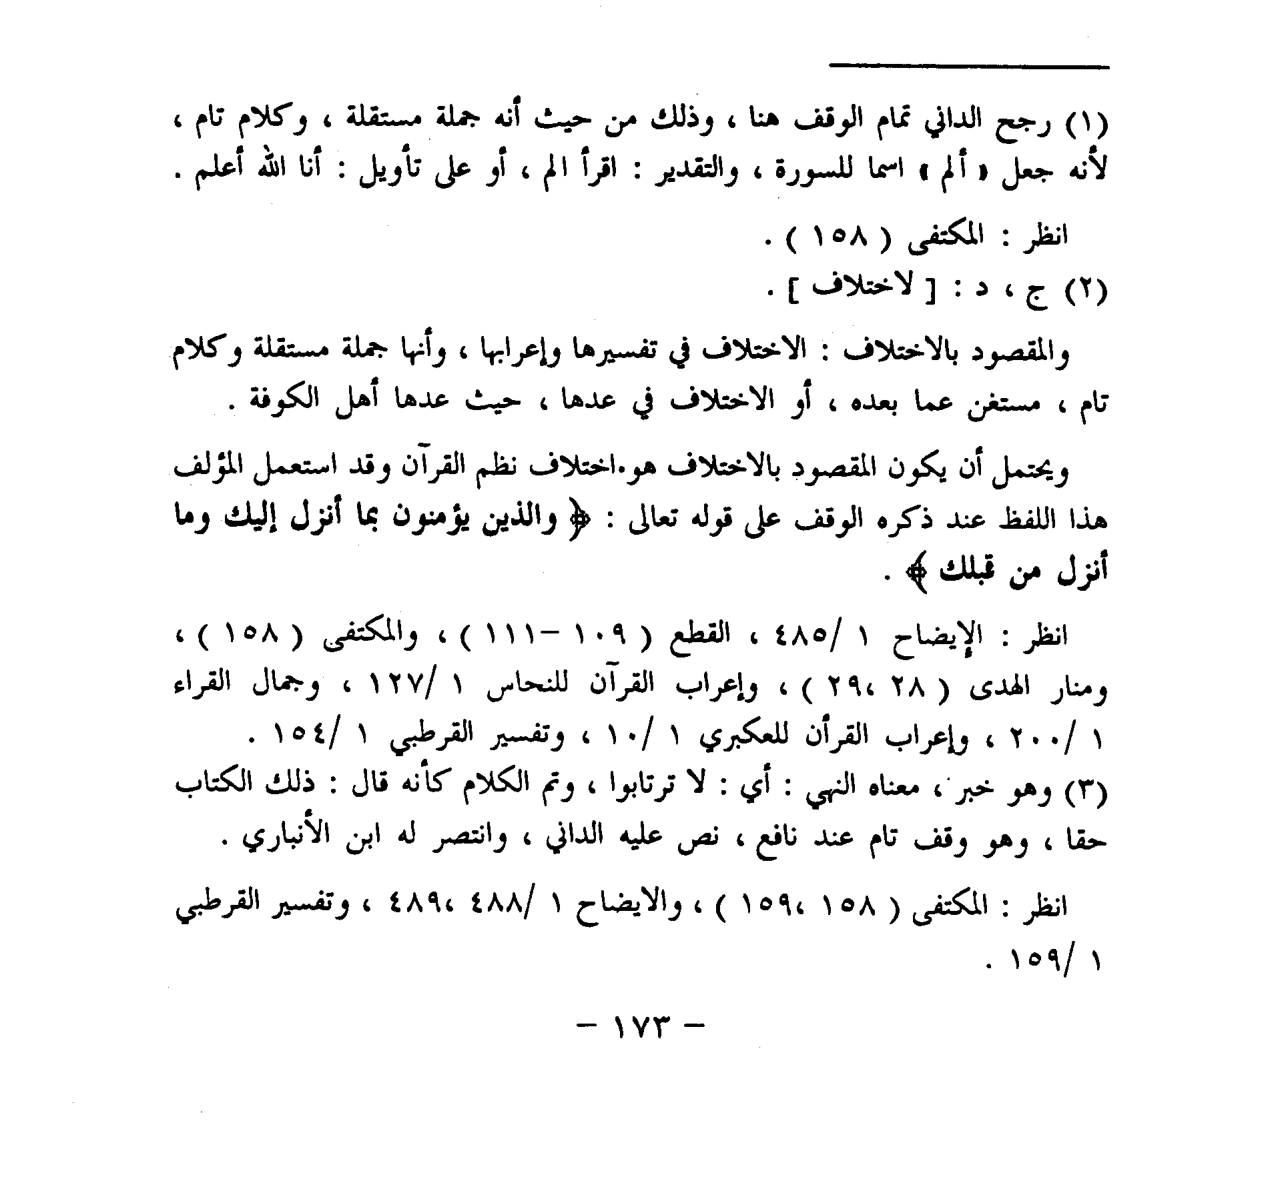 (١) رجح الداني تمام الوقف هنا ، وذلك من حيث أنه جملة مستقلة ، وكلام تام ،
لأنه جعل « ألم » اسما للسورة ، والتقدير : اقرأ الم ، أو على تأويل : أنا الله أعلم .
انظر : المكتفى ( ١٥٨ ) .
(٢) ج ، د : [ لاختلاف ] .
والمقصود بالاختلاف : الاختلاف في تفسيرها وإعرابها ، وأنها جملة مستقلة وكلام
تام ، مستغن عما بعده ، أو الاختلاف في عدها ، حيث عدها أهل الكوفة .
ويحتمل أن يكون المقصود بالاختلاف هو اختلاف نظم القرآن وقد استعمل المؤلف
هذا اللفظ عند ذكره الوقف على قوله تعالى : ﴿ والذين يؤمنون بما أنزل إليك وما
أنزل من قبلك ﴾ .
انظر : الإيضاح ١ /٤٨٥ ، القطع ( ١٠٩ – ١١١ ) ، والمكتفى ( ١٥٨ ) ،
ومنار الهدى ( ٢٨ ،٢٩ ) ، وإعراب القرآن للنحاس ١ /١٢٧ ، وجمال القراء
١ /٢٠٠ ، وإعراب القرأن للعكبري ١ /١٠ ، وتفسير القرطبي ١ /١٥٤ .
(٣) وهو خبر ، معناه النهي : أي : لا ترتابوا ، وتم الكلام كأنه قال : ذلك الكتاب
حقا ، وهو وقف تام عند نافع ، نص عليه الداني ، وانتصر له ابن الأنباري .
انظر : المكتفى ( ١٥٨ ،١٥٩ ) ، والايضاح ١ /٤٨٨ ،٤٨٩ ، وتفسير القرطبي
١ /١٥٩ .
– ١٧٣ –